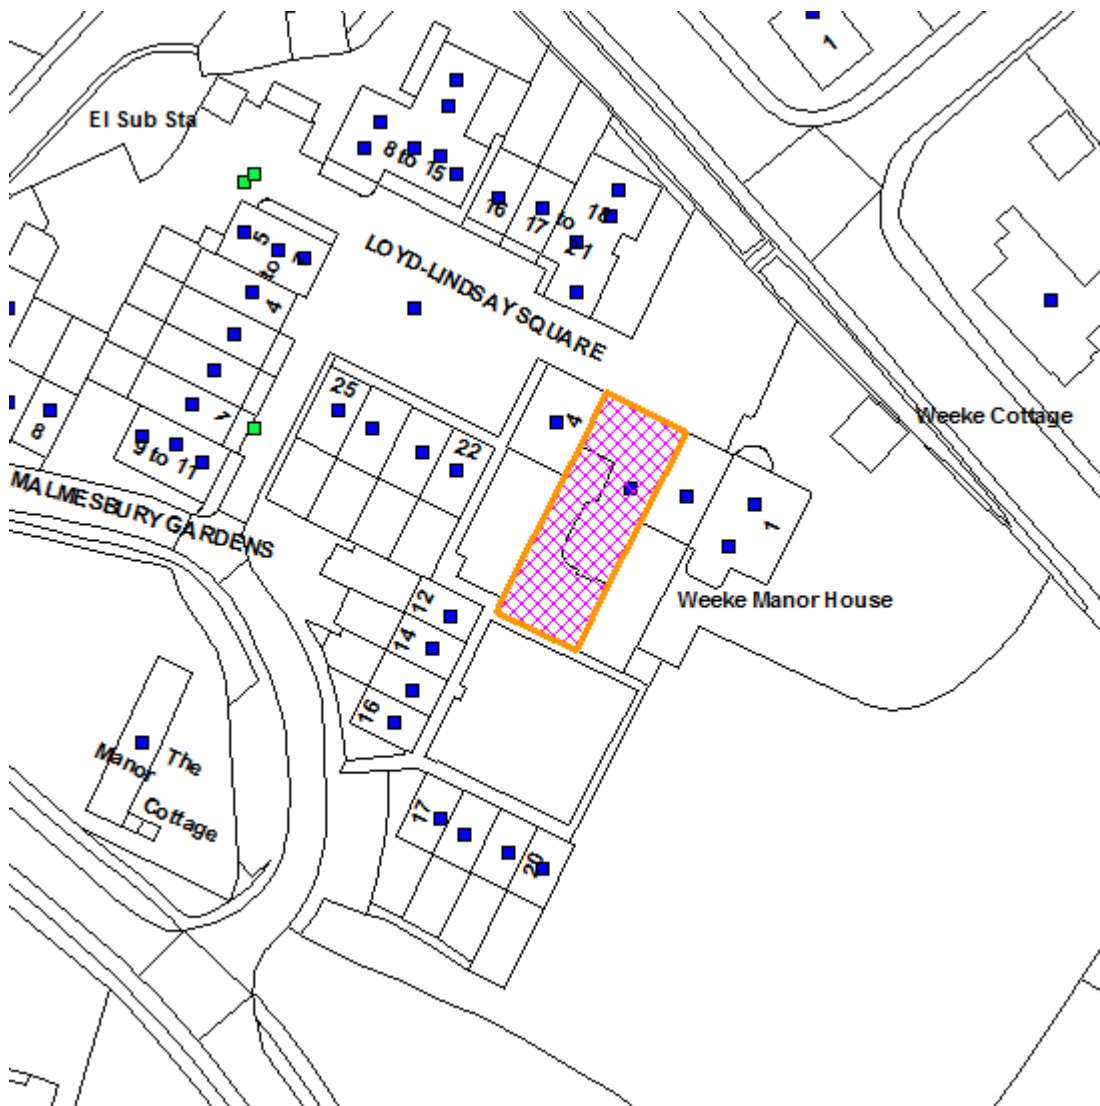 1
El Sub Sta
8 to 15
16
17
18
to
21
5
to
7
4
LOYD-LINDSAY SQUARE
25
4
22
1
8
9 to 11
Weeke Cottage
MALMESBURY GARDENS
1
12
14
16
Weeke Manor House
The
Manor
Cottage
17
20